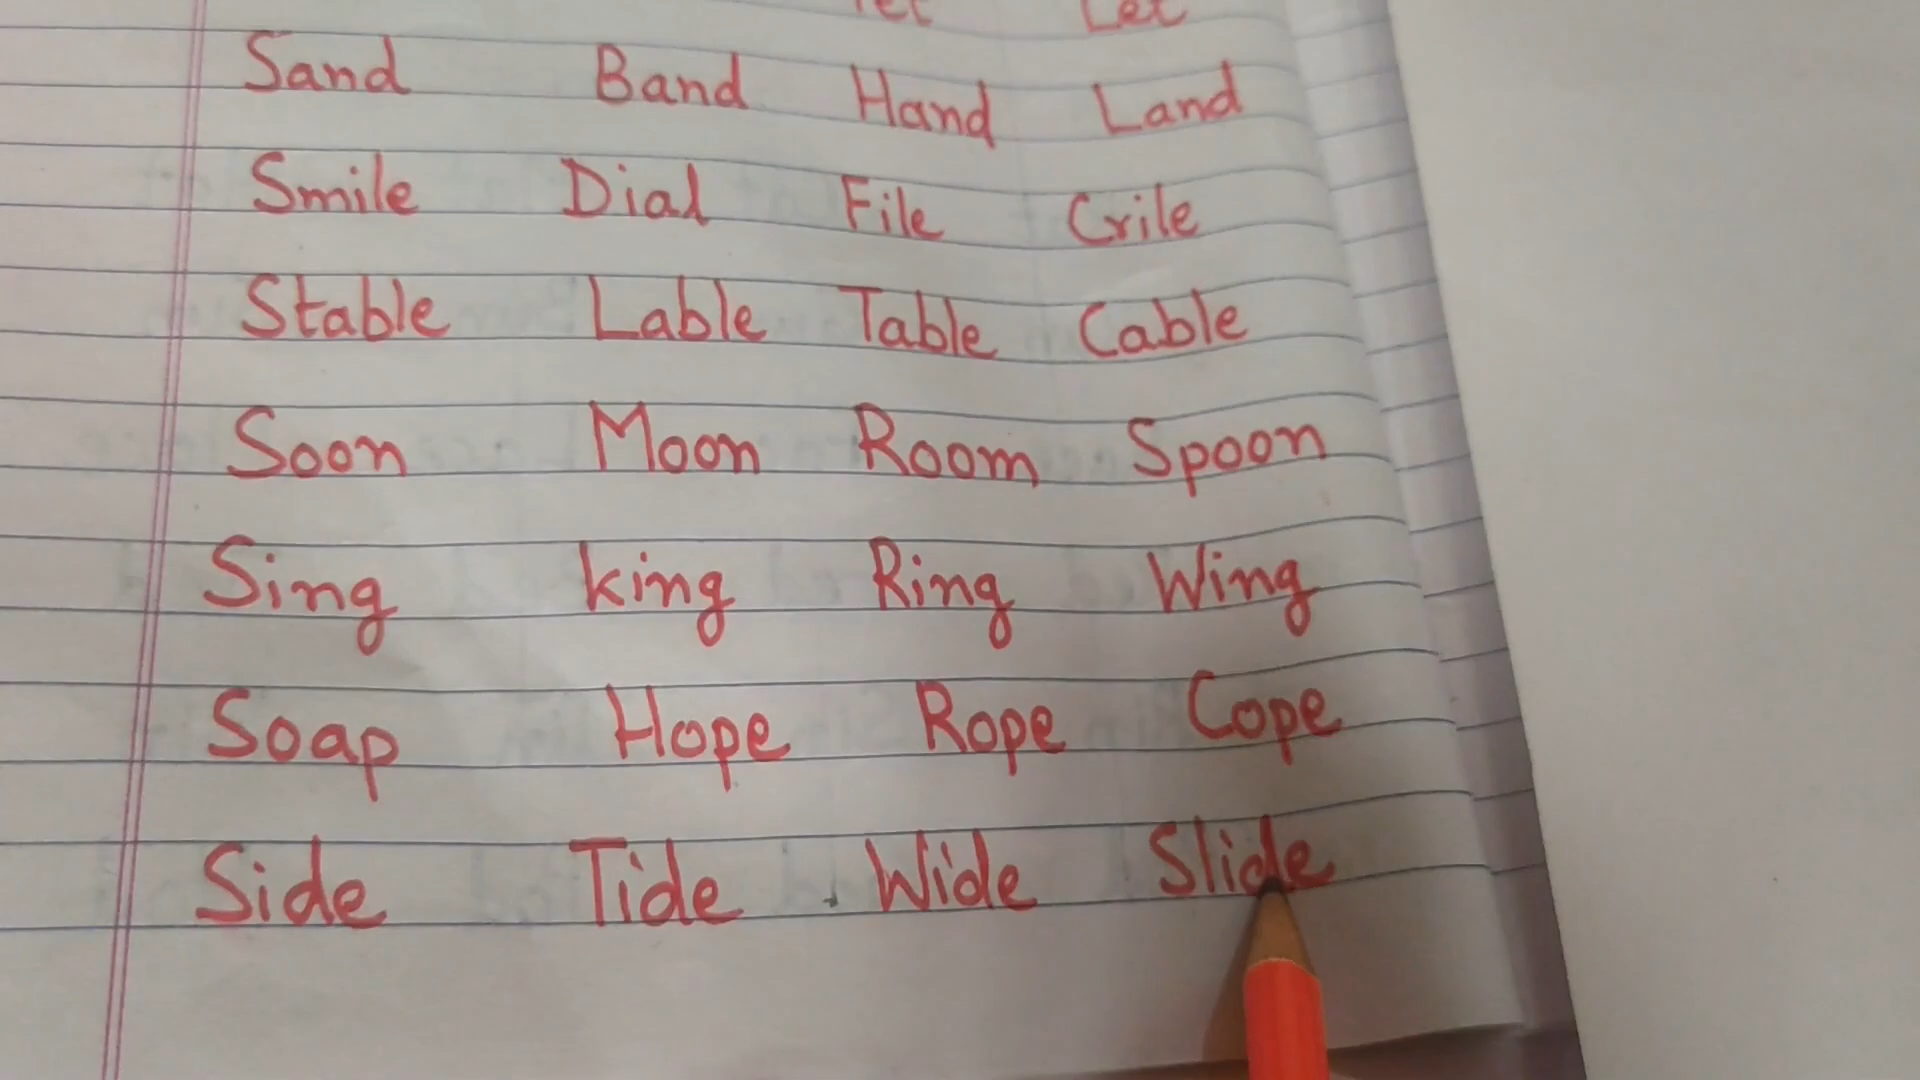 Sand Band Hand Land
Smile Dial File Crile
Stable Lable Table Cable
Soon Moon Room Spoon
Sing king Ring Wing
Soap Hope Rope Cope
Side Tide Wide Slide